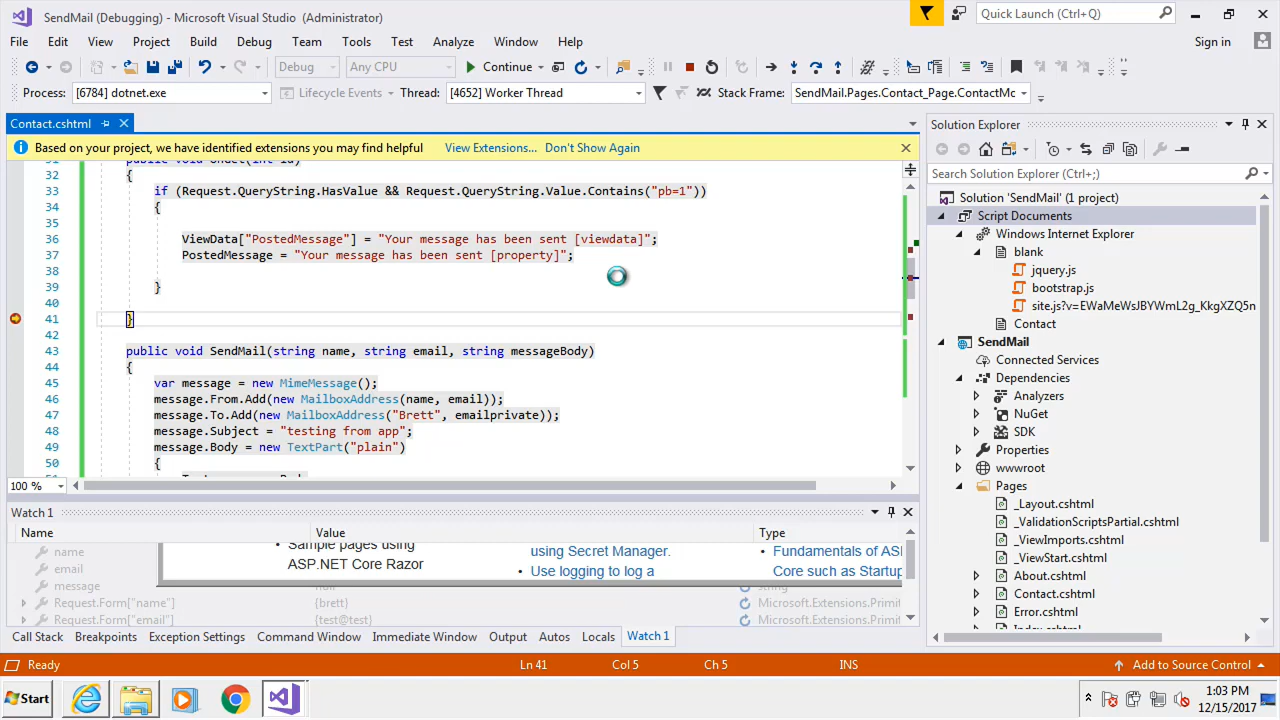 SendMail (Debugging) - Microsoft Visual Studio (Administrator)
Quick Launch (Ctrl+Q)
File Edit View Project Build Debug Team Tools Test Analyze Window Help
Sign in
Debug Any CPU Continue
Process: [6784] dotnet.exe Lifecycle Events Thread: [4652] Worker Thread Stack Frame: SendMail.Pages.Contact_Page.ContactMc
Contact.cshtml
Based on your project, we have identified extensions you may find helpful View Extensions... Don't Show Again
31 public void OnGet(int id)
32 {
33 if (Request.QueryString.HasValue && Request.QueryString.Value.Contains("pb=1"))
34 {
35
36 ViewData["PostedMessage"] = "Your message has been sent [viewdata]";
37 PostedMessage = "Your message has been sent [property]";
38
39 }
40
41 }
42
43 public void SendMail(string name, string email, string messageBody)
44 {
45 var message = new MimeMessage();
46 message.From.Add(new MailboxAddress(name, email));
47 message.To.Add(new MailboxAddress("Brett", emailprivate));
48 message.Subject = "testing from app";
49 message.Body = new TextPart("plain")
50 {
100 %
Watch 1
Name Value Type
name
email
message string
Request.Form["name"] {brett} Microsoft.Extensions.Primit
Request.Form["email"] {test@test} Microsoft.Extensions.Primit
Sample pages using
ASP.NET Core Razor
using Secret Manager.
Use logging to log a
Fundamentals of ASI
Core such as Startup
Call Stack Breakpoints Exception Settings Command Window Immediate Window Output Autos Locals Watch 1
Solution Explorer
Search Solution Explorer (Ctrl+;)
Solution 'SendMail' (1 project)
Script Documents
Windows Internet Explorer
blank
jquery.js
bootstrap.js
site.js?v=EWaMeWsJBYWmL2g_KkgXZQ5n
Contact
SendMail
Connected Services
Dependencies
Analyzers
NuGet
SDK
Properties
wwwroot
Pages
_Layout.cshtml
_ValidationScriptsPartial.cshtml
_ViewImports.cshtml
_ViewStart.cshtml
About.cshtml
Contact.cshtml
Error.cshtml
Index.cshtml
Ready Ln 41 Col 5 Ch 5 INS Add to Source Control
Start
1:03 PM
12/15/2017